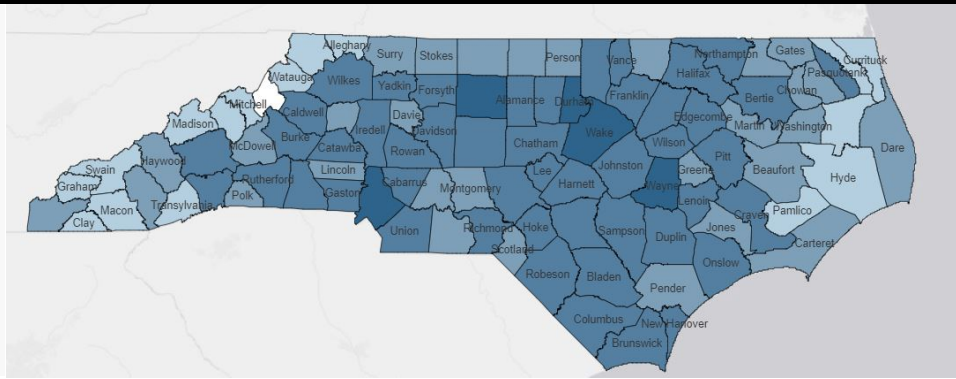 Alleghany
Surry
Stokes
Person
Vance
Northampton
Gates
Currituck
Watauga
Wilkes
Yadkin
Forsyth
Alamance
Durham
Franklin
Halifax
Bertie
Chowan
Pasquotank
Mitchell
Caldwell
Davie
Madison
Burke
Iredell
Davidson
Wake
Edgecombe
Martin
Washington
McDowell
Catawba
Rowan
Chatham
Wilson
Dare
Haywood
Swain
Lincoln
Johnston
Pitt
Beaufort
Hyde
Graham
Rutherford
Cabarrus
Montgomery
Lee
Harnett
Wayne
Greene
Macon
Transylvania
Polk
Gaston
Lenoir
Craven
Pamlico
Clay
Union
Richmond
Hoke
Sampson
Duplin
Jones
Carteret
Scotland
Robeson
Bladen
Onslow
Pender
Columbus
New Hanover
Brunswick